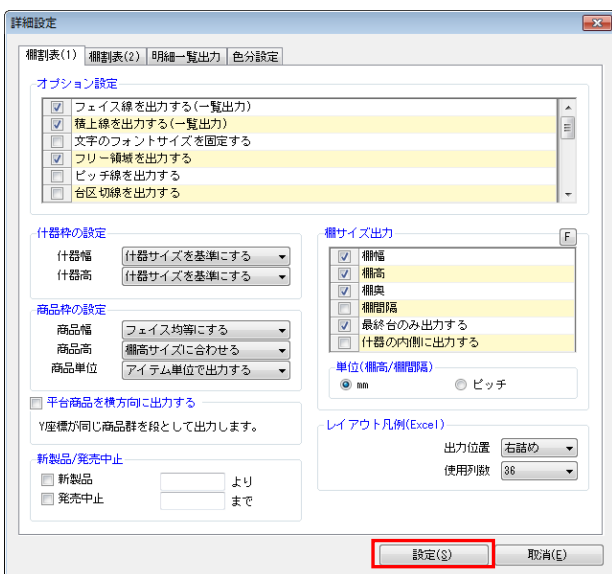 詳細設定
棚割表(1) 棚割表(2) 明細一覧出力 色分設定
オプション設定
フェイス線を出力する(一覧出力)
積上線を出力する(一覧出力)
文字のフォントサイズを固定する
フリー領域を出力する
ピッチ線を出力する
台区切線を出力する
什器枠の設定
什器幅 什器サイズを基準にする
什器高 什器サイズを基準にする
商品枠の設定
商品幅 フェイス均等にする
商品高 棚高サイズに合わせる
商品単位 アイテム単位で出力する
平台商品を横方向に出力する
Y座標が同じ商品群を段として出力します。
新製品/発売中止
新製品 より
発売中止 まで
棚サイズ出力 F
棚幅
棚高
棚奥
棚間隔
最終台のみ出力する
什器の内側に出力する
単位(棚高/棚間隔)
mm ピッチ
レイアウト凡例(Excel)
出力位置 右詰め
使用列数 36
設定(S) 取消(E)